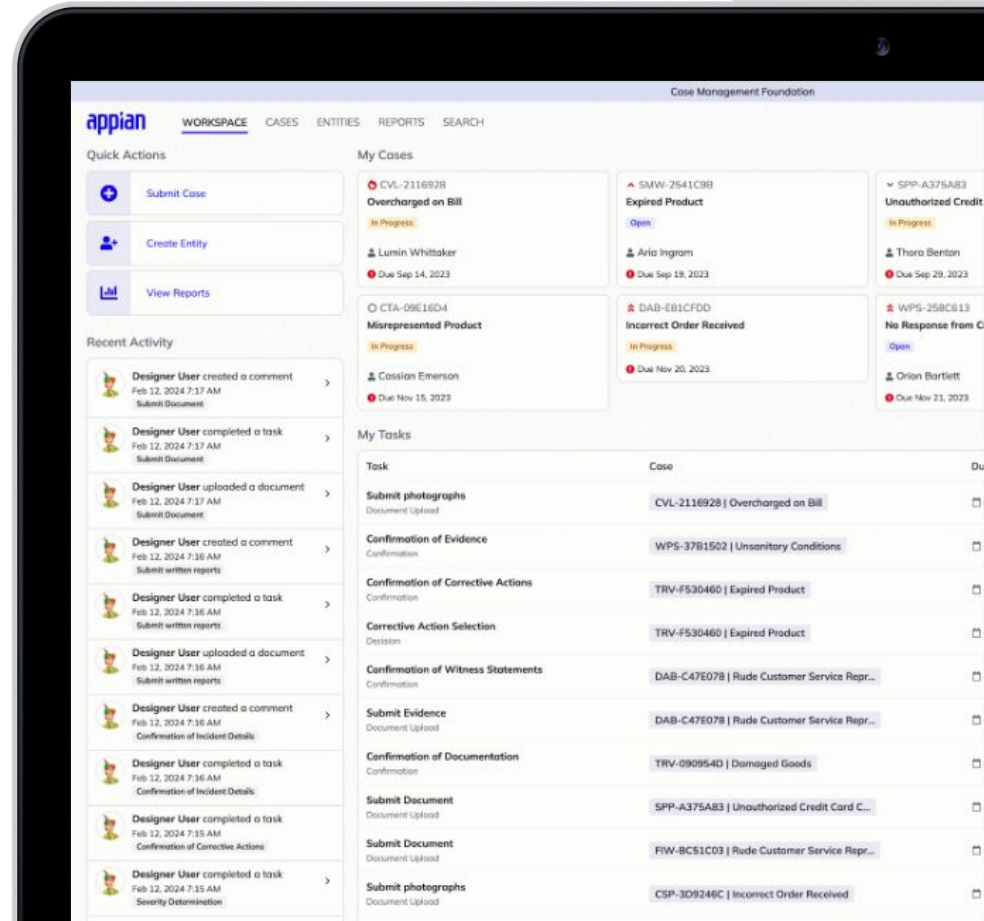 Case Management Foundation
appian
WORKSPACE CASES ENTITIES REPORTS SEARCH
Quick Actions
Submit Case
Create Entity
View Reports
Recent Activity
Designer User created a comment
Feb 12, 2024 7:17 AM
Submit Document
Designer User completed a task
Feb 12, 2024 7:17 AM
Submit Document
Designer User uploaded a document
Feb 12, 2024 7:17 AM
Submit Document
Designer User created a comment
Feb 12, 2024 7:16 AM
Submit written reports
Designer User completed a task
Feb 12, 2024 7:16 AM
Submit written reports
Designer User uploaded a document
Feb 12, 2024 7:16 AM
Submit written reports
Designer User created a comment
Feb 12, 2024 7:16 AM
Confirmation of Incident Details
Designer User completed a task
Feb 12, 2024 7:16 AM
Confirmation of Incident Details
Designer User completed a task
Feb 12, 2024 7:15 AM
Confirmation of Corrective Actions
Designer User completed a task
Feb 12, 2024 7:15 AM
Severity Determination
My Cases
CVL-2116928
Overcharged on Bill
In Progress
Lumin Whittaker
Due Sep 14, 2023
SMW-2541C9B
Expired Product
Open
Aria Ingram
Due Sep 19, 2023
SPP-A375A83
Unauthorized Credit
In Progress
Thora Benton
Due Sep 29, 2023
CTA-09E16D4
Misrepresented Product
In Progress
Cassian Emerson
Due Nov 15, 2023
DAB-EB1CFDD
Incorrect Order Received
In Progress
Due Nov 20, 2023
WPS-258C613
No Response from C
Open
Orion Bartlett
Due Nov 21, 2023
My Tasks
Task Case Du
Submit photographs
Document Upload
CVL-2116928 | Overcharged on Bill
Confirmation of Evidence
Confirmation
WPS-37B1502 | Unsanitary Conditions
Confirmation of Corrective Actions
Confirmation
TRV-F530460 | Expired Product
Corrective Action Selection
Decision
TRV-F530460 | Expired Product
Confirmation of Witness Statements
Confirmation
DAB-C47E078 | Rude Customer Service Repr...
Submit Evidence
Document Upload
DAB-C47E078 | Rude Customer Service Repr...
Confirmation of Documentation
Confirmation
TRV-090954D | Damaged Goods
Submit Document
Document Upload
SPP-A375A83 | Unauthorized Credit Card C...
Submit Document
Document Upload
FIW-BC51C03 | Rude Customer Service Repr...
Submit photographs
Document Upload
CSP-3D9246C | Incorrect Order Received